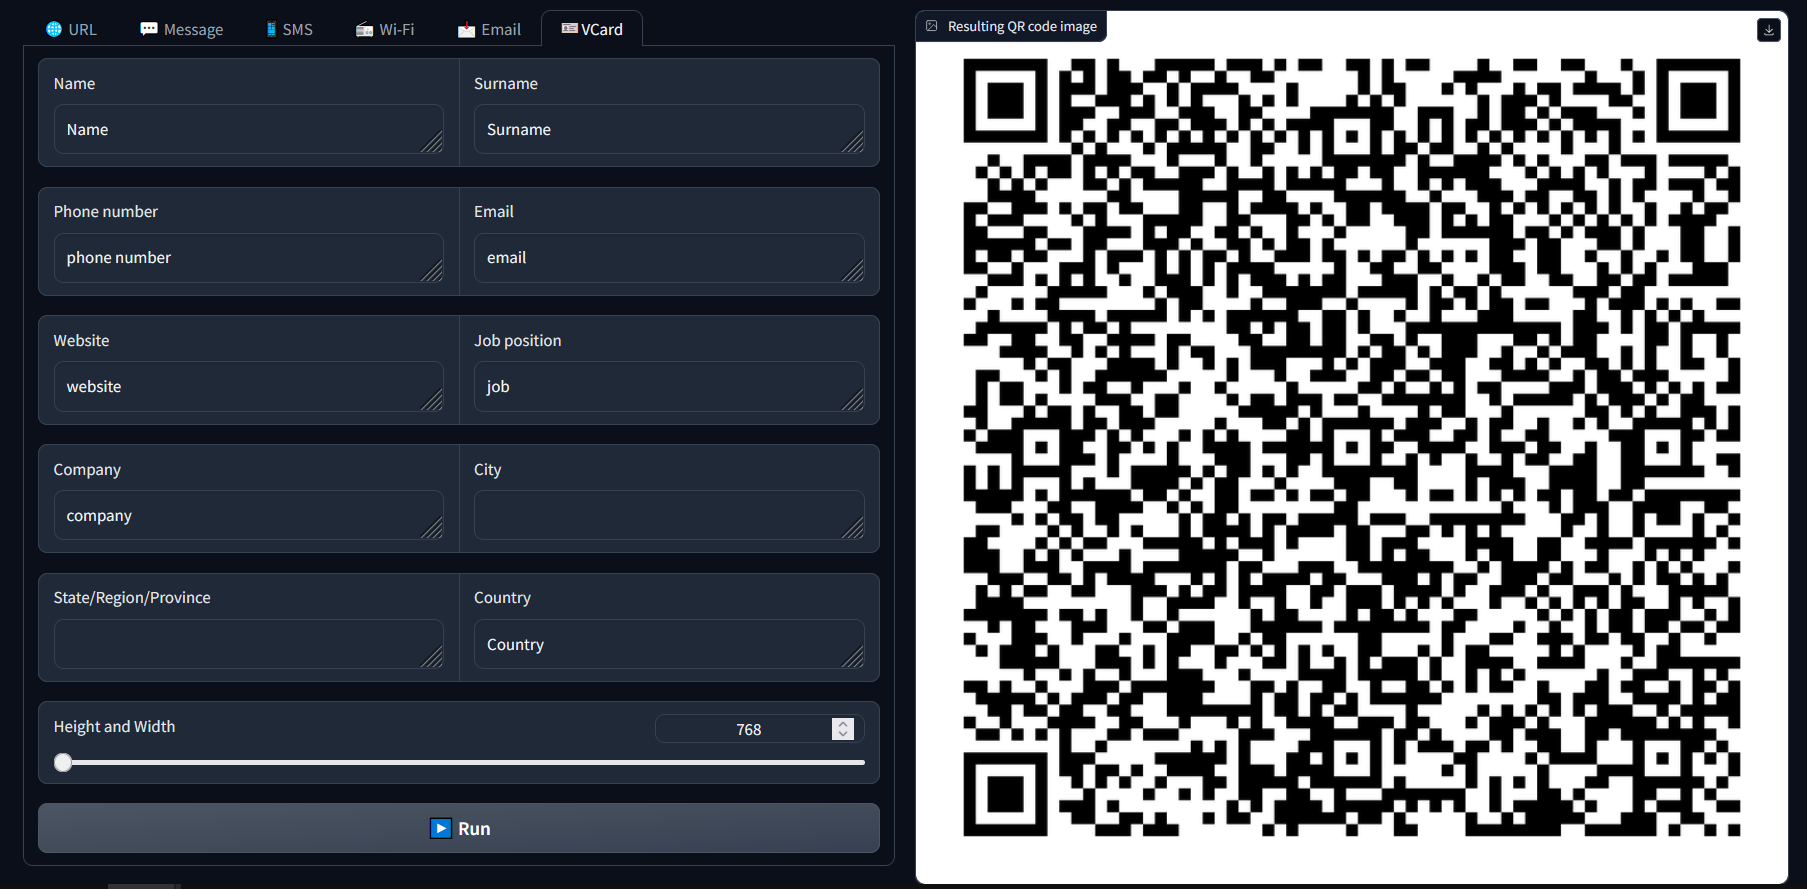 URL Message SMS Wi-Fi Email VCard
Resulting QR code image
Name Surname
Name Surname
Phone number Email
phone number email
Website Job position
website job
Company City
company
State/Region/Province Country
Country
Height and Width 768
Run